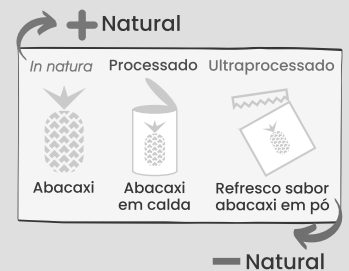 + Natural
In natura Processado Ultraprocessado
Abacaxi
Abacaxi
em calda
Refresco sabor
abacaxi em pó
− Natural